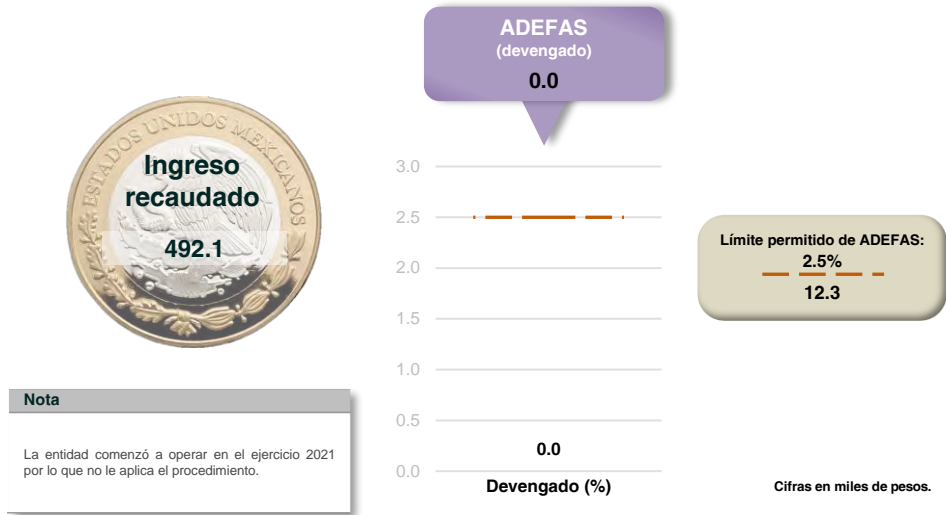 ADEFAS
(devengado)
0.0
ESTADOS UNIDOS MEXICANOS
Ingreso
recaudado
492.1
3.0
2.5
2.0
1.5
1.0
0.5
0.0
0.0
Devengado (%)
Límite permitido de ADEFAS:
2.5%
12.3
Nota
La entidad comenzó a operar en el ejercicio 2021
por lo que no le aplica el procedimiento.
Cifras en miles de pesos.